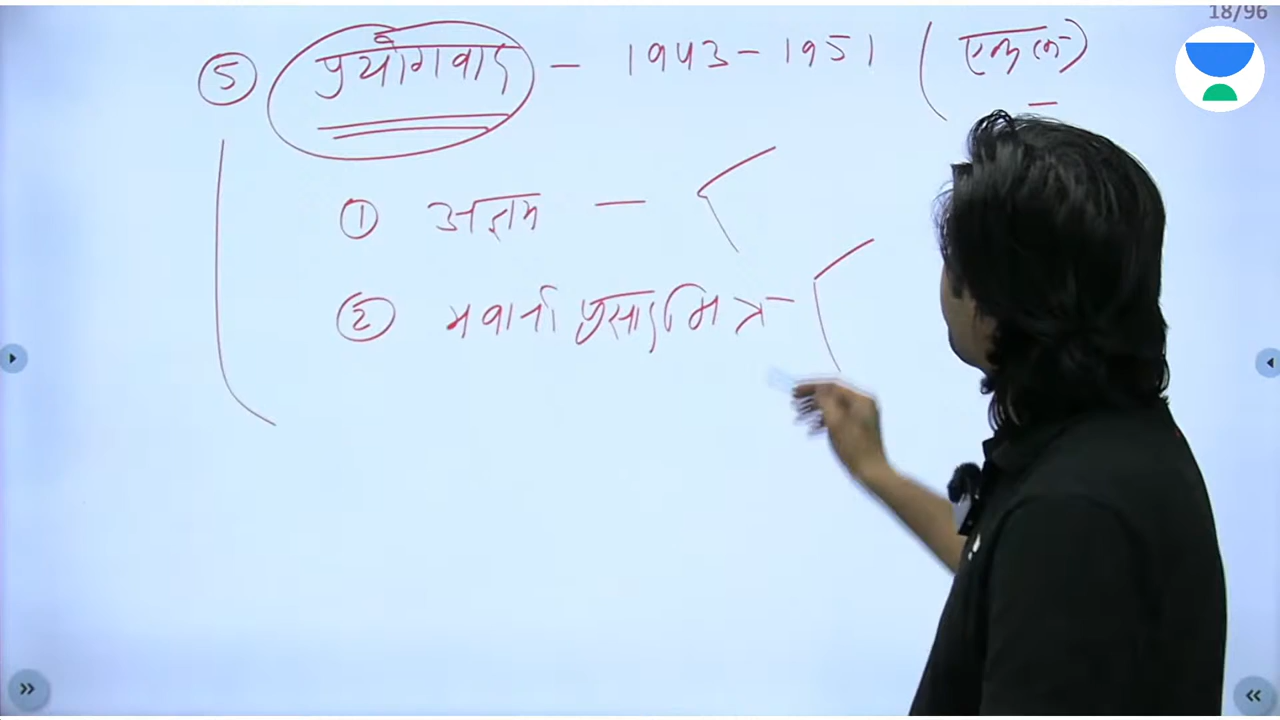 18/96
⑤ प्रयोगवाद – 1943 – 1951 (
① अज्ञेय –
② भवानी प्रसाद मिश्र –